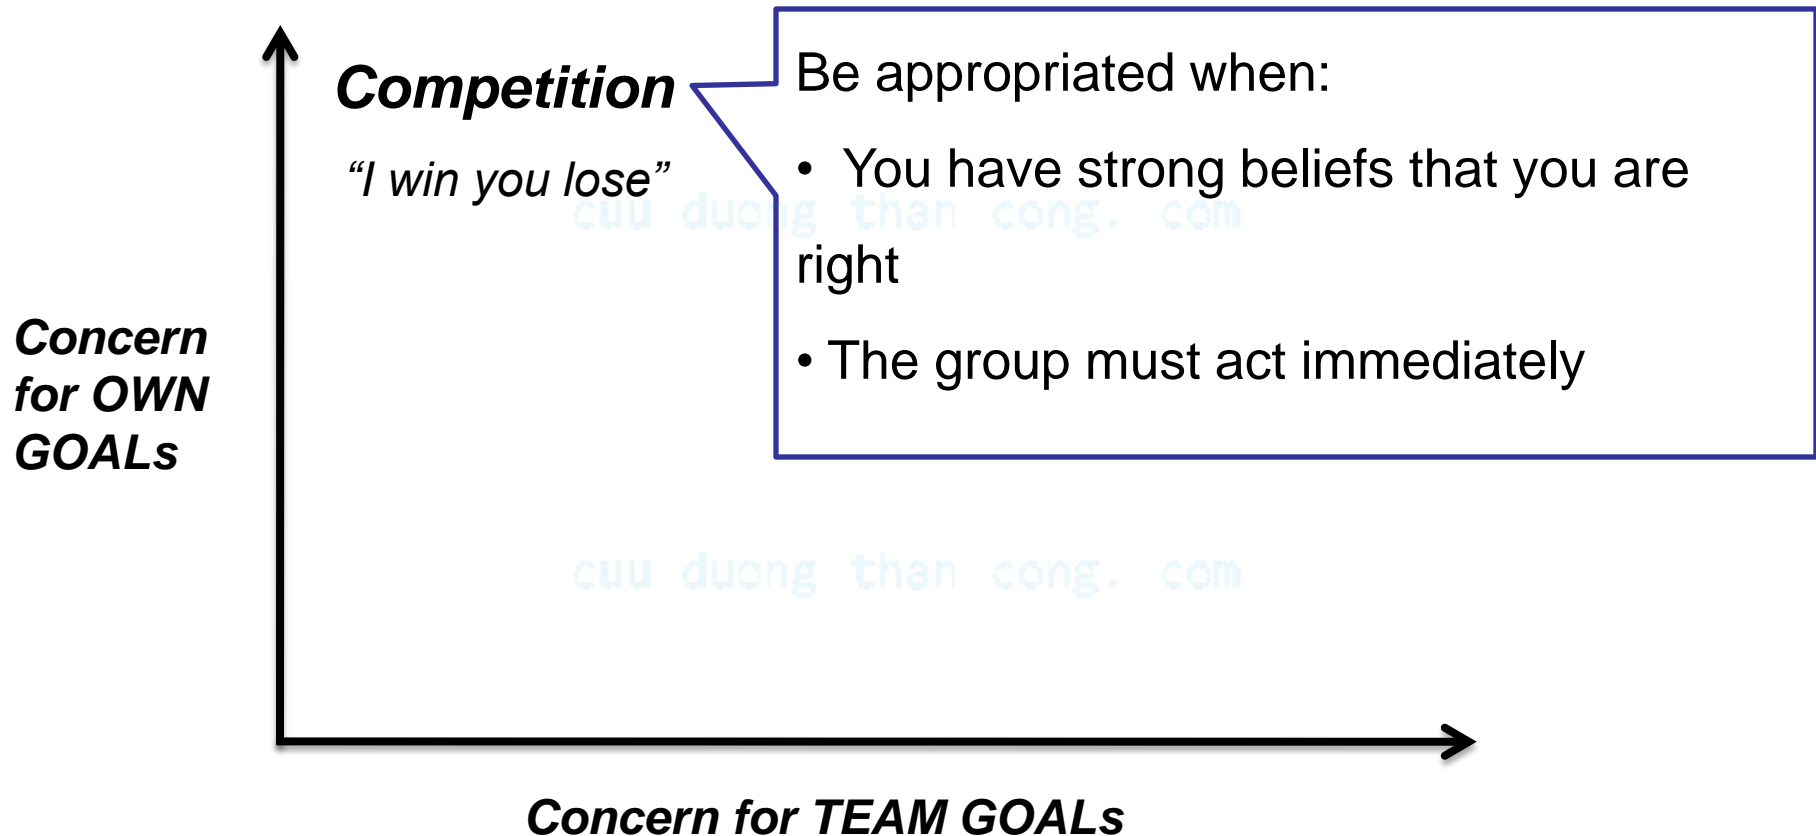 Competition
“I win you lose”
Be appropriated when:
• You have strong beliefs that you are
right
• The group must act immediately
cuu duong than cong. com
Concern
for OWN
GOALs
cuu duong than cong. com
Concern for TEAM GOALs